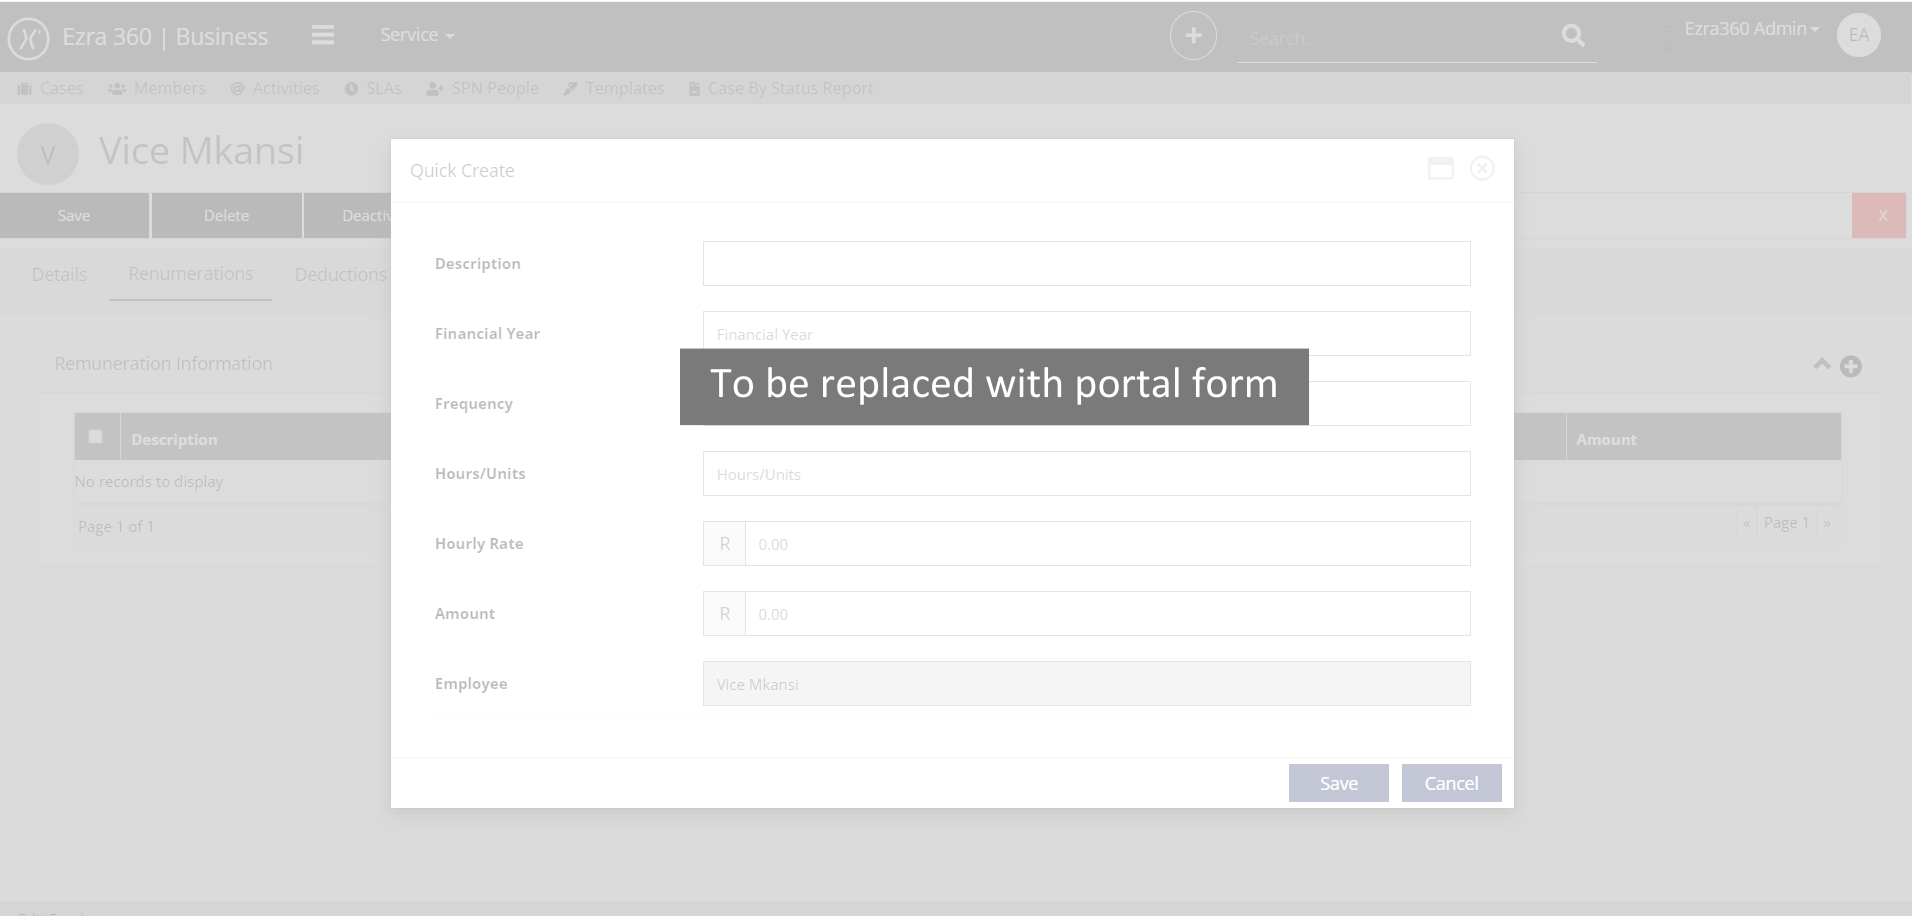 Ezra 360 | Business
Service
Search..
Ezra360 Admin
EA
Cases
Members
Activities
SLAs
SPN People
Templates
Case By Status Report
V
Vice Mkansi
Save
Delete
X
Details
Renumerations
Deductions
Remuneration Information
Description
Amount
No records to display
Page 1 of 1
« Page 1 »
Quick Create
Description
Financial Year
Financial Year
To be replaced with portal form
Frequency
Hours/Units
Hours/Units
Hourly Rate
R
0.00
Amount
R
0.00
Employee
Vice Mkansi
Save
Cancel